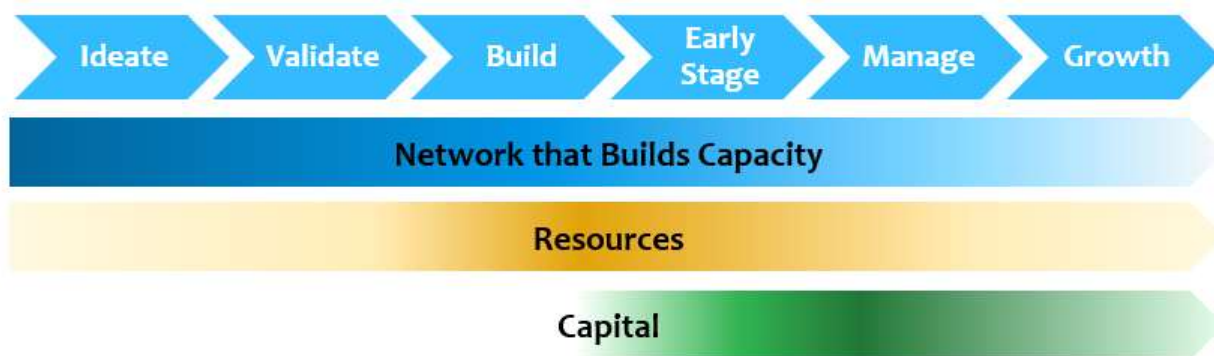 Ideate
Validate
Build
Early
Stage
Manage
Growth
Network that Builds Capacity
Resources
Capital